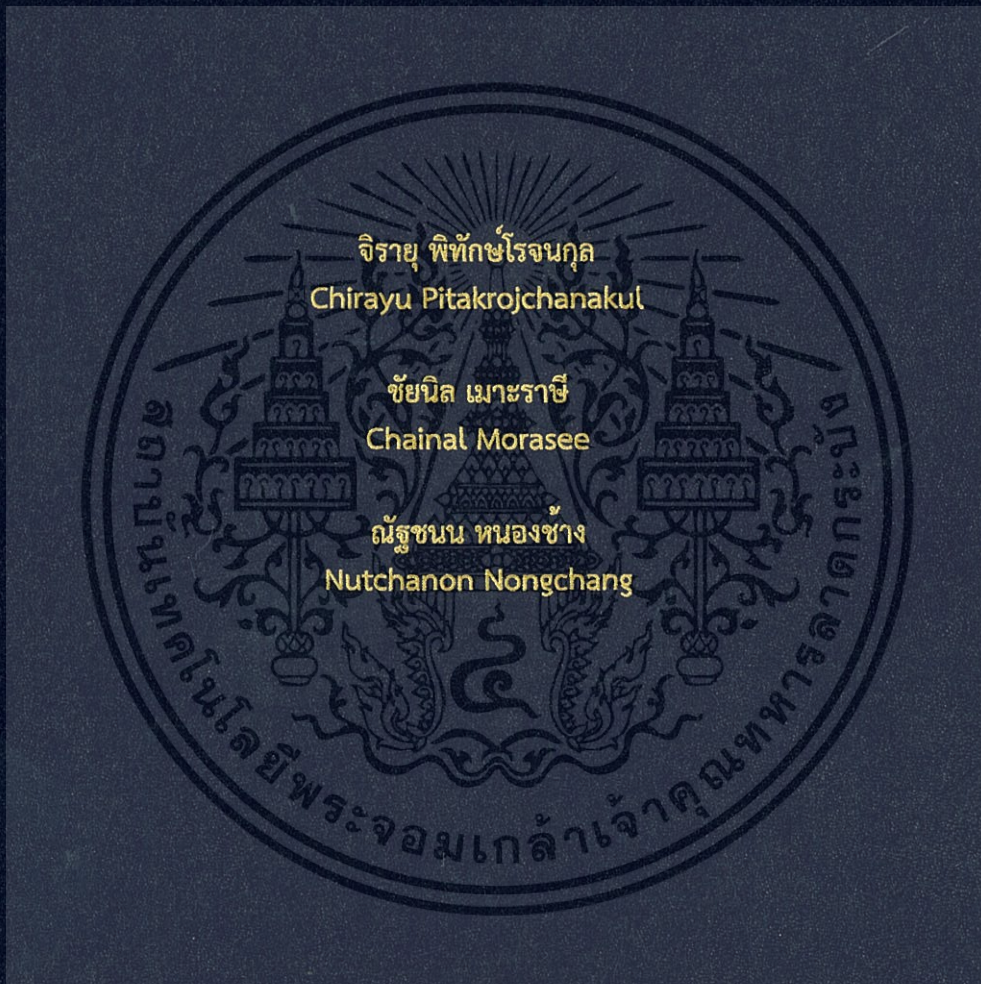 จิรายุ พิทักษ์โรจนกุล
Chirayu Pitakrojchanakul
ชัยนิล เมาะราษี
Chainal Morasee
ณัฐชนน หนองช้าง
Nutchanon Nongchang
สถาบันเทคโนโลยีพระจอมเกล้าเจ้าคุณทหารลาดกระบัง
๔